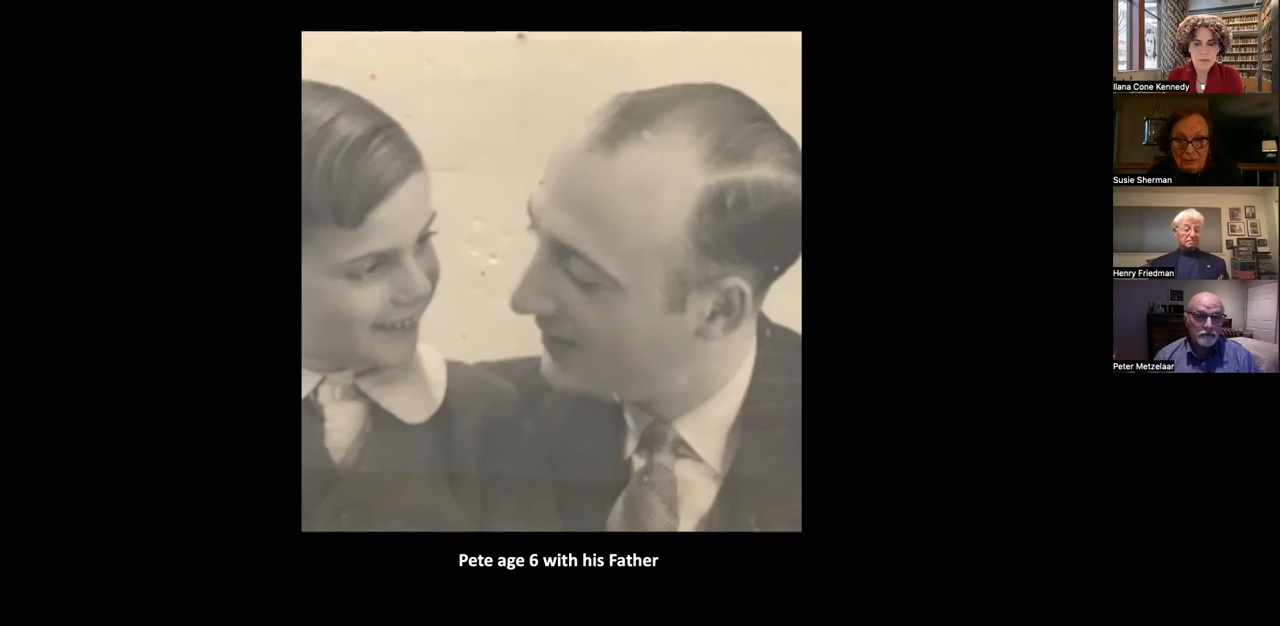 Pete age 6 with his Father
Ilana Cone Kennedy
Susie Sherman
Henry Friedman
Peter Metzelaar